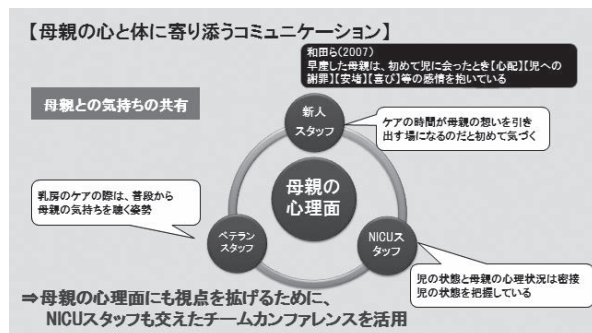 【母親の心と体に寄り添うコミュニケーション】
和田ら(2007)
早産した母親は、初めて児に会ったとき【心配】【児への
謝罪】【安堵】【喜び】等の感情を抱いている
母親との気持ちの共有
新人
スタッフ
ケアの時間が母親の想いを引き
出す場になるのだと初めて気づく
母親の
心理面
乳房のケアの際は、普段から
母親の気持ちを聴く姿勢
ベテラン
スタッフ
NICUス
タッフ
児の状態と母親の心理状況は密接
児の状態を把握している
⇒母親の心理面にも視点を拡げるために、
NICUスタッフも交えたチームカンファレンスを活用